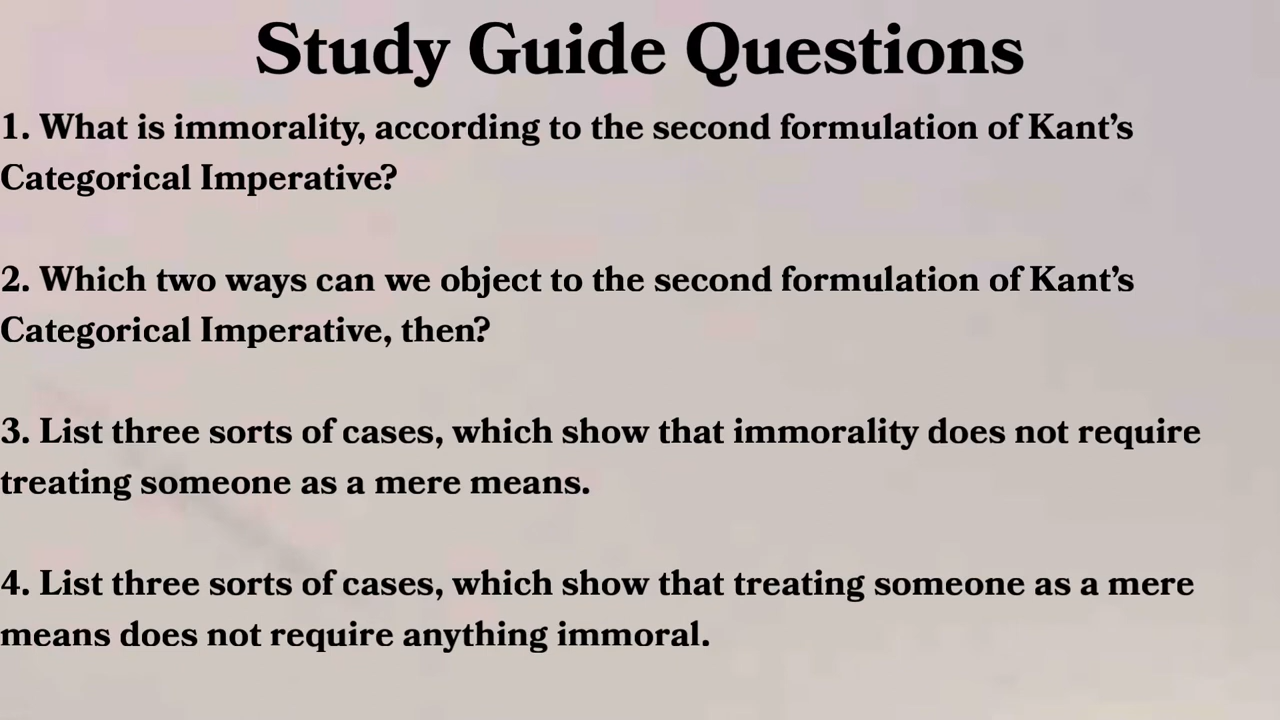 Study Guide Questions
1. What is immorality, according to the second formulation of Kant’s
Categorical Imperative?
2. Which two ways can we object to the second formulation of Kant’s
Categorical Imperative, then?
3. List three sorts of cases, which show that immorality does not require
treating someone as a mere means.
4. List three sorts of cases, which show that treating someone as a mere
means does not require anything immoral.